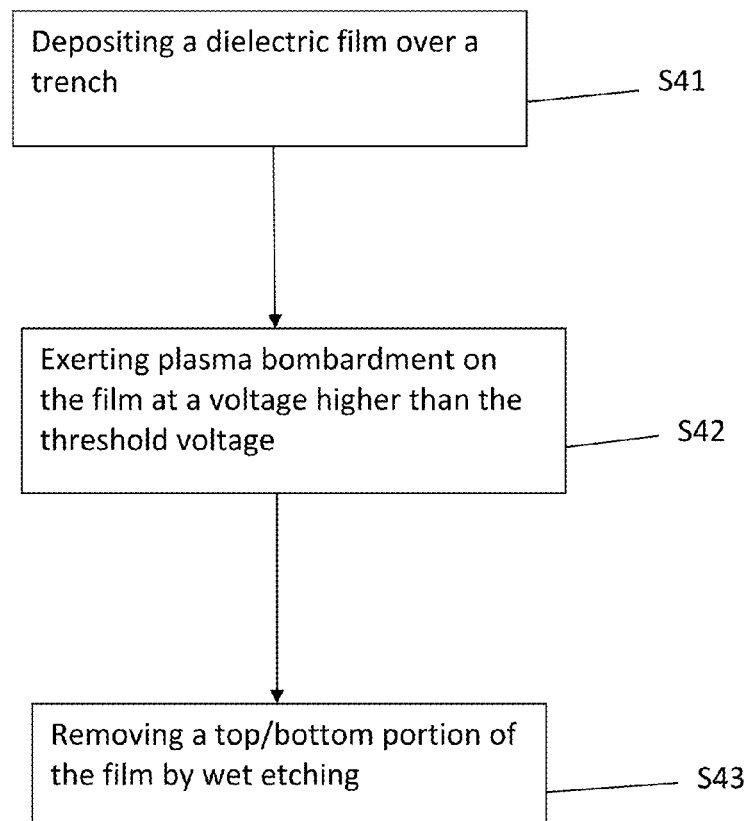 Depositing a dielectric film over a
trench
S41
Exerting plasma bombardment on
the film at a voltage higher than the
threshold voltage
S42
Removing a top/bottom portion of
the film by wet etching
S43